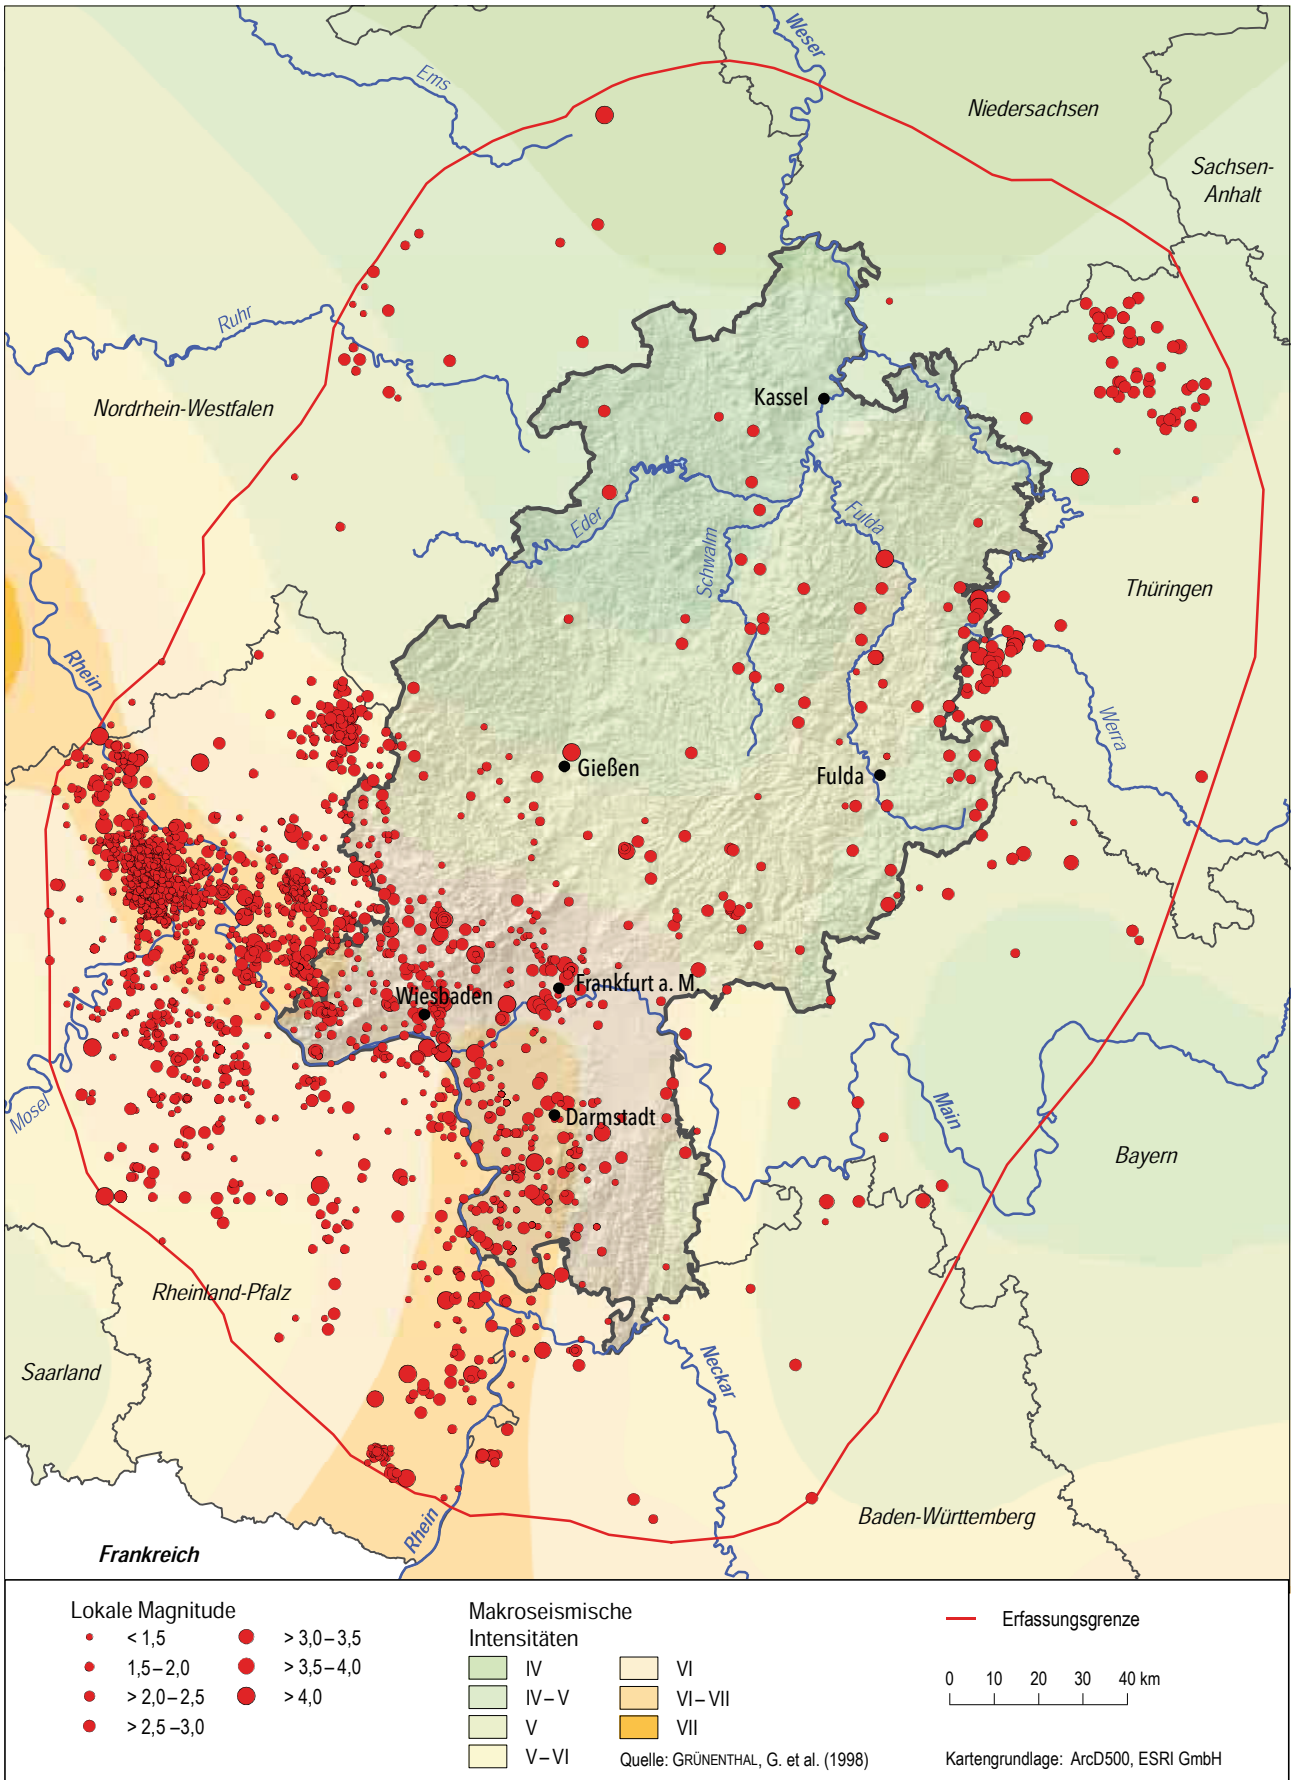 Weser
Ems
Niedersachsen
Sachsen-
Anhalt
Ruhr
Nordrhein-Westfalen
Kassel
Eder
Schwalm
Fulda
Thüringen
Rhein
Werra
Gießen
Fulda
Frankfurt a. M
Wiesbaden
Mosel
Darmstadt
Main
Bayern
Rheinland-Pfalz
Saarland
Neckar
Rhein
Baden-Württemberg
Frankreich
Lokale Magnitude
< 1,5
1,5–2,0
> 2,0–2,5
> 2,5–3,0
> 3,0–3,5
> 3,5–4,0
> 4,0
Makroseismische
Intensitäten
IV
IV–V
V
V–VI
VI
VI–VII
VII
Quelle: GRÜNENTHAL, G. et al. (1998)
Erfassungsgrenze
0 10 20 30 40 km
Kartengrundlage: ArcD500, ESRI GmbH